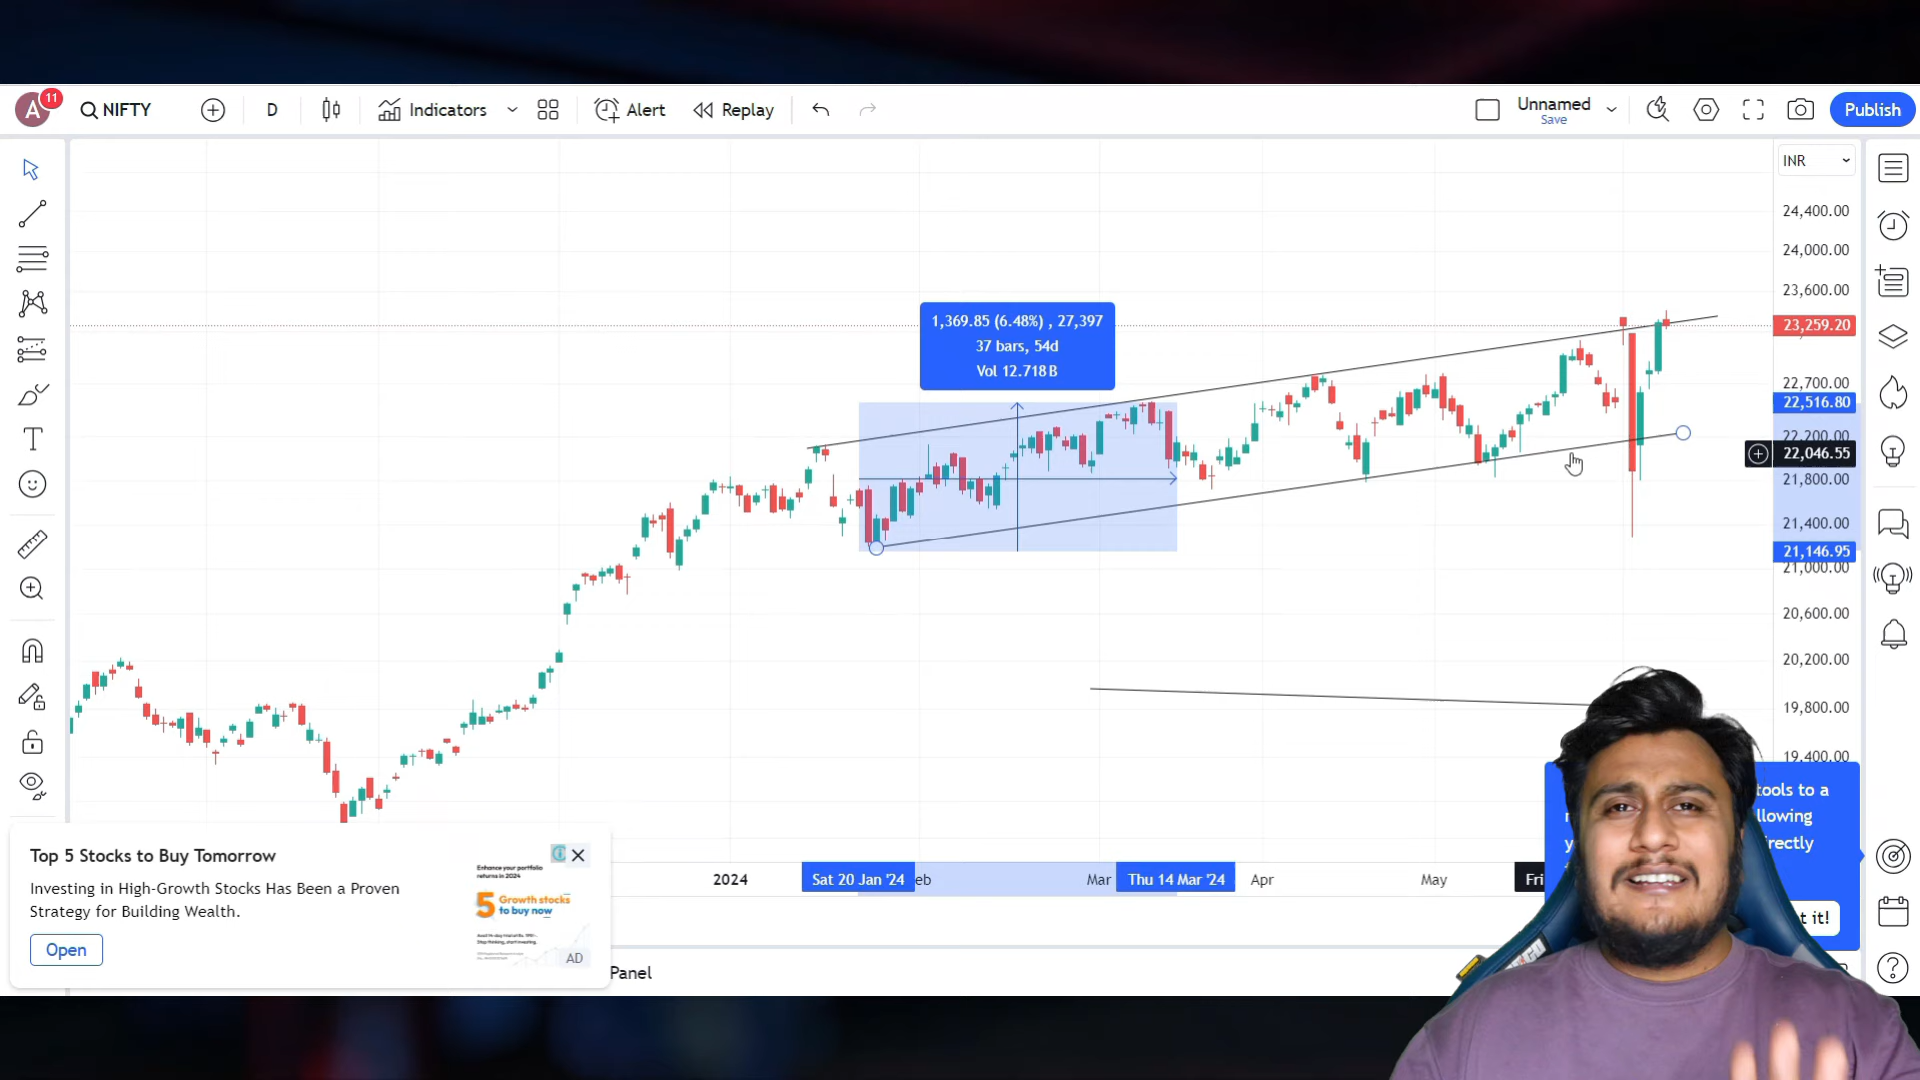 A
11
NIFTY
D
Indicators
Alert
Replay
Unnamed
Save
Publish
INR
24,400.00
24,000.00
23,600.00
23,259.20
22,700.00
22,516.80
22,200.00
22,046.55
21,800.00
21,400.00
21,146.95
21,000.00
20,600.00
20,200.00
19,800.00
19,400.00
1,369.85 (6.48%) , 27,397
37 bars, 54d
Vol 12.718 B
tools to a
llowing
rectly
t it!
2024
Sat 20 Jan '24
eb
Mar
Thu 14 Mar '24
Apr
May
Fri
Top 5 Stocks to Buy Tomorrow
Investing in High-Growth Stocks Has Been a Proven
Strategy for Building Wealth.
Open
Enhance your portfolio
returns in 2024
5 Growth stocks
to buy now
AD
Panel